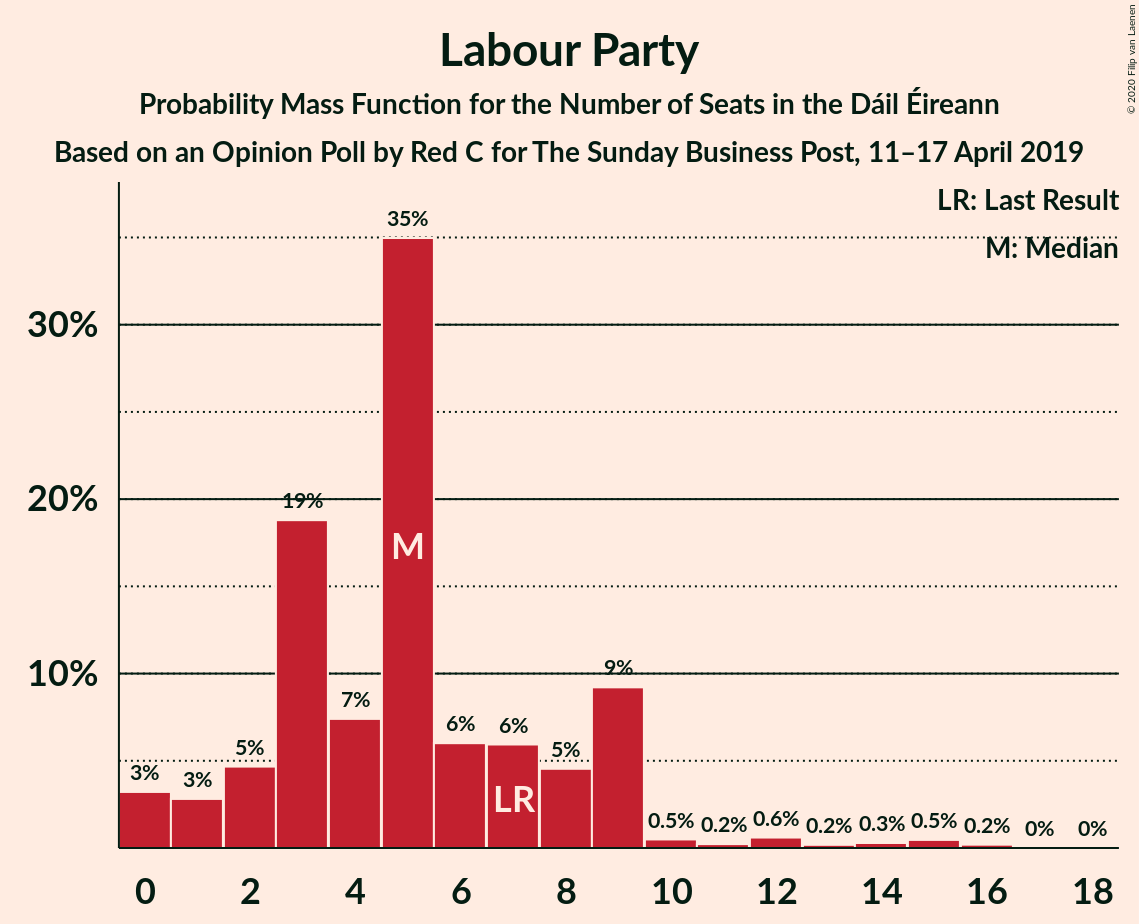 © 2020 Filip van Laenen
Labour Party
Probability Mass Function for the Number of Seats in the Dáil Éireann
Based on an Opinion Poll by Red C for The Sunday Business Post, 11–17 April 2019
LR: Last Result
M: Median
30%
20%
10%
3%
3%
5%
19%
7%
35%
M
6%
6%
LR
5%
9%
0.5%
0.2%
0.6%
0.2%
0.3%
0.5%
0.2%
0%
0%
0 2 4 6 8 10 12 14 16 18